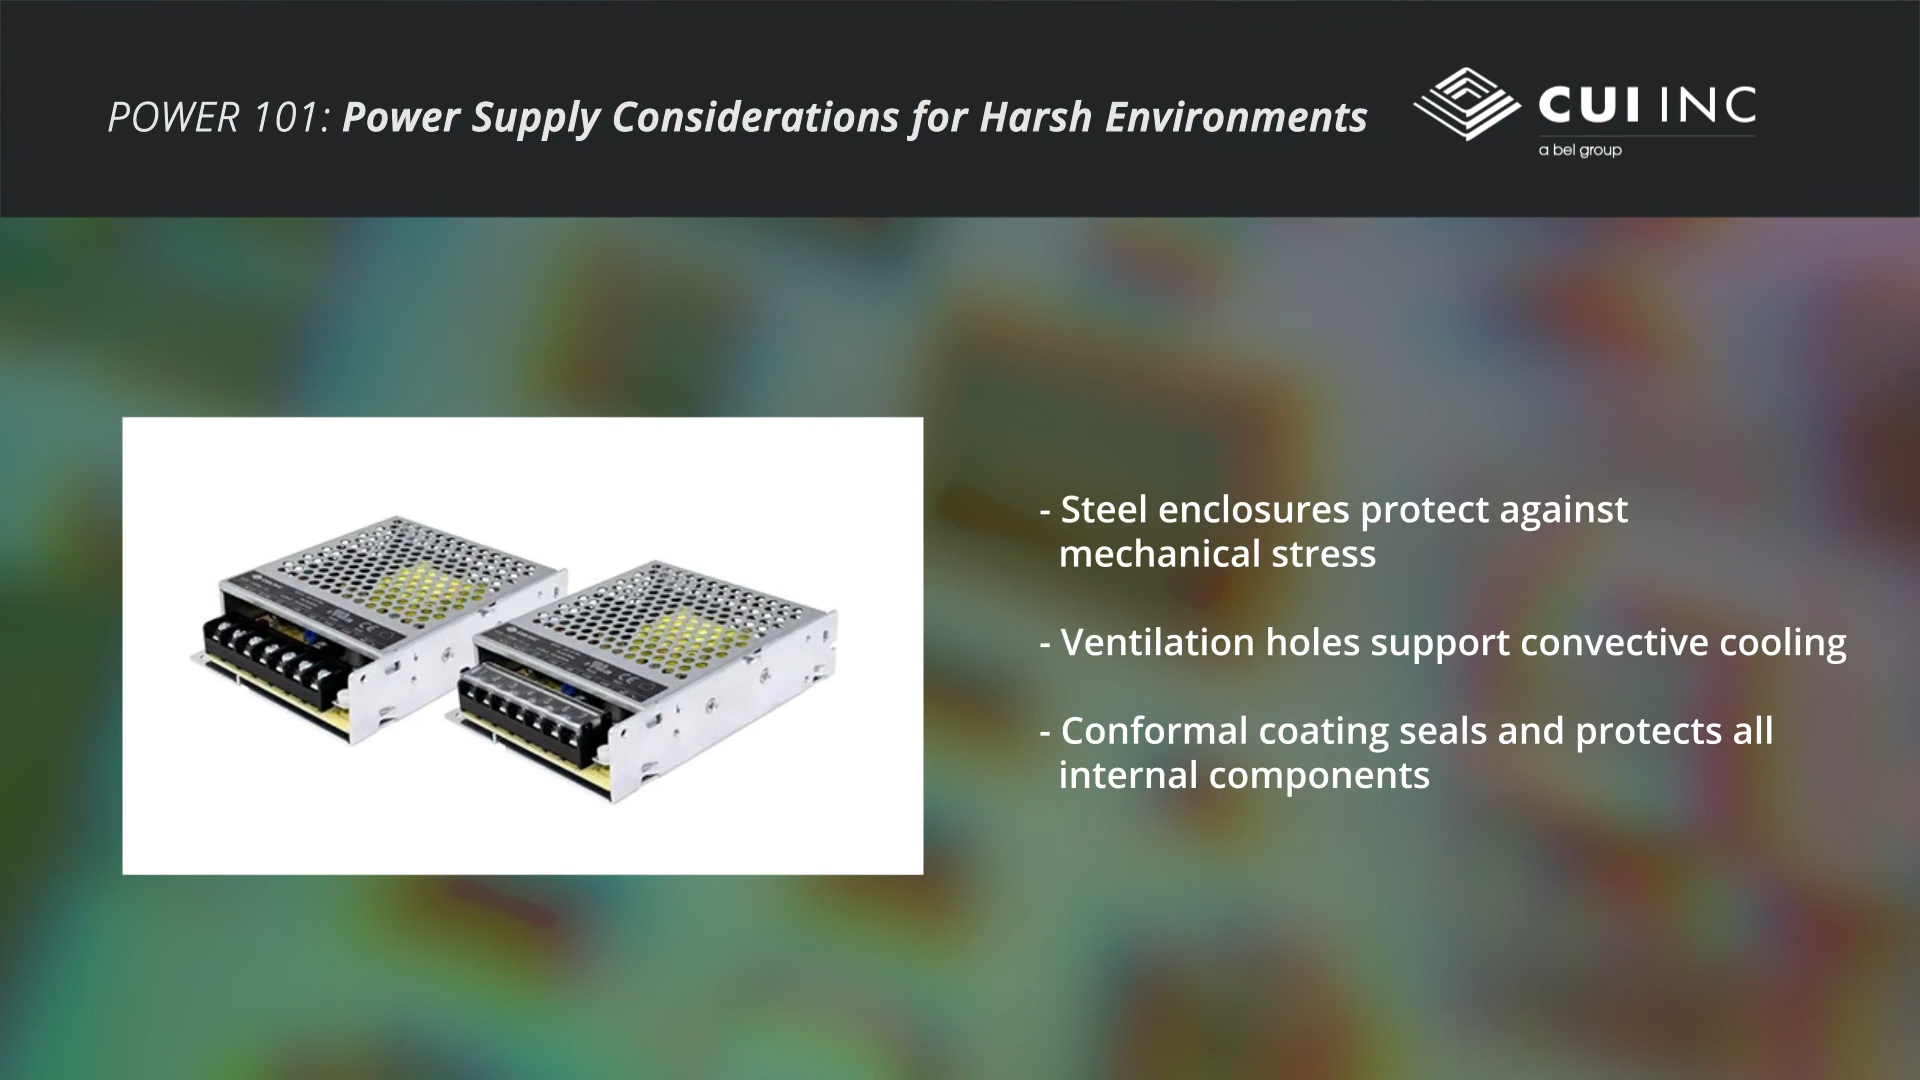 POWER 101: Power Supply Considerations for Harsh Environments
CUI INC
a bel group
- Steel enclosures protect against
mechanical stress
- Ventilation holes support convective cooling
- Conformal coating seals and protects all
internal components